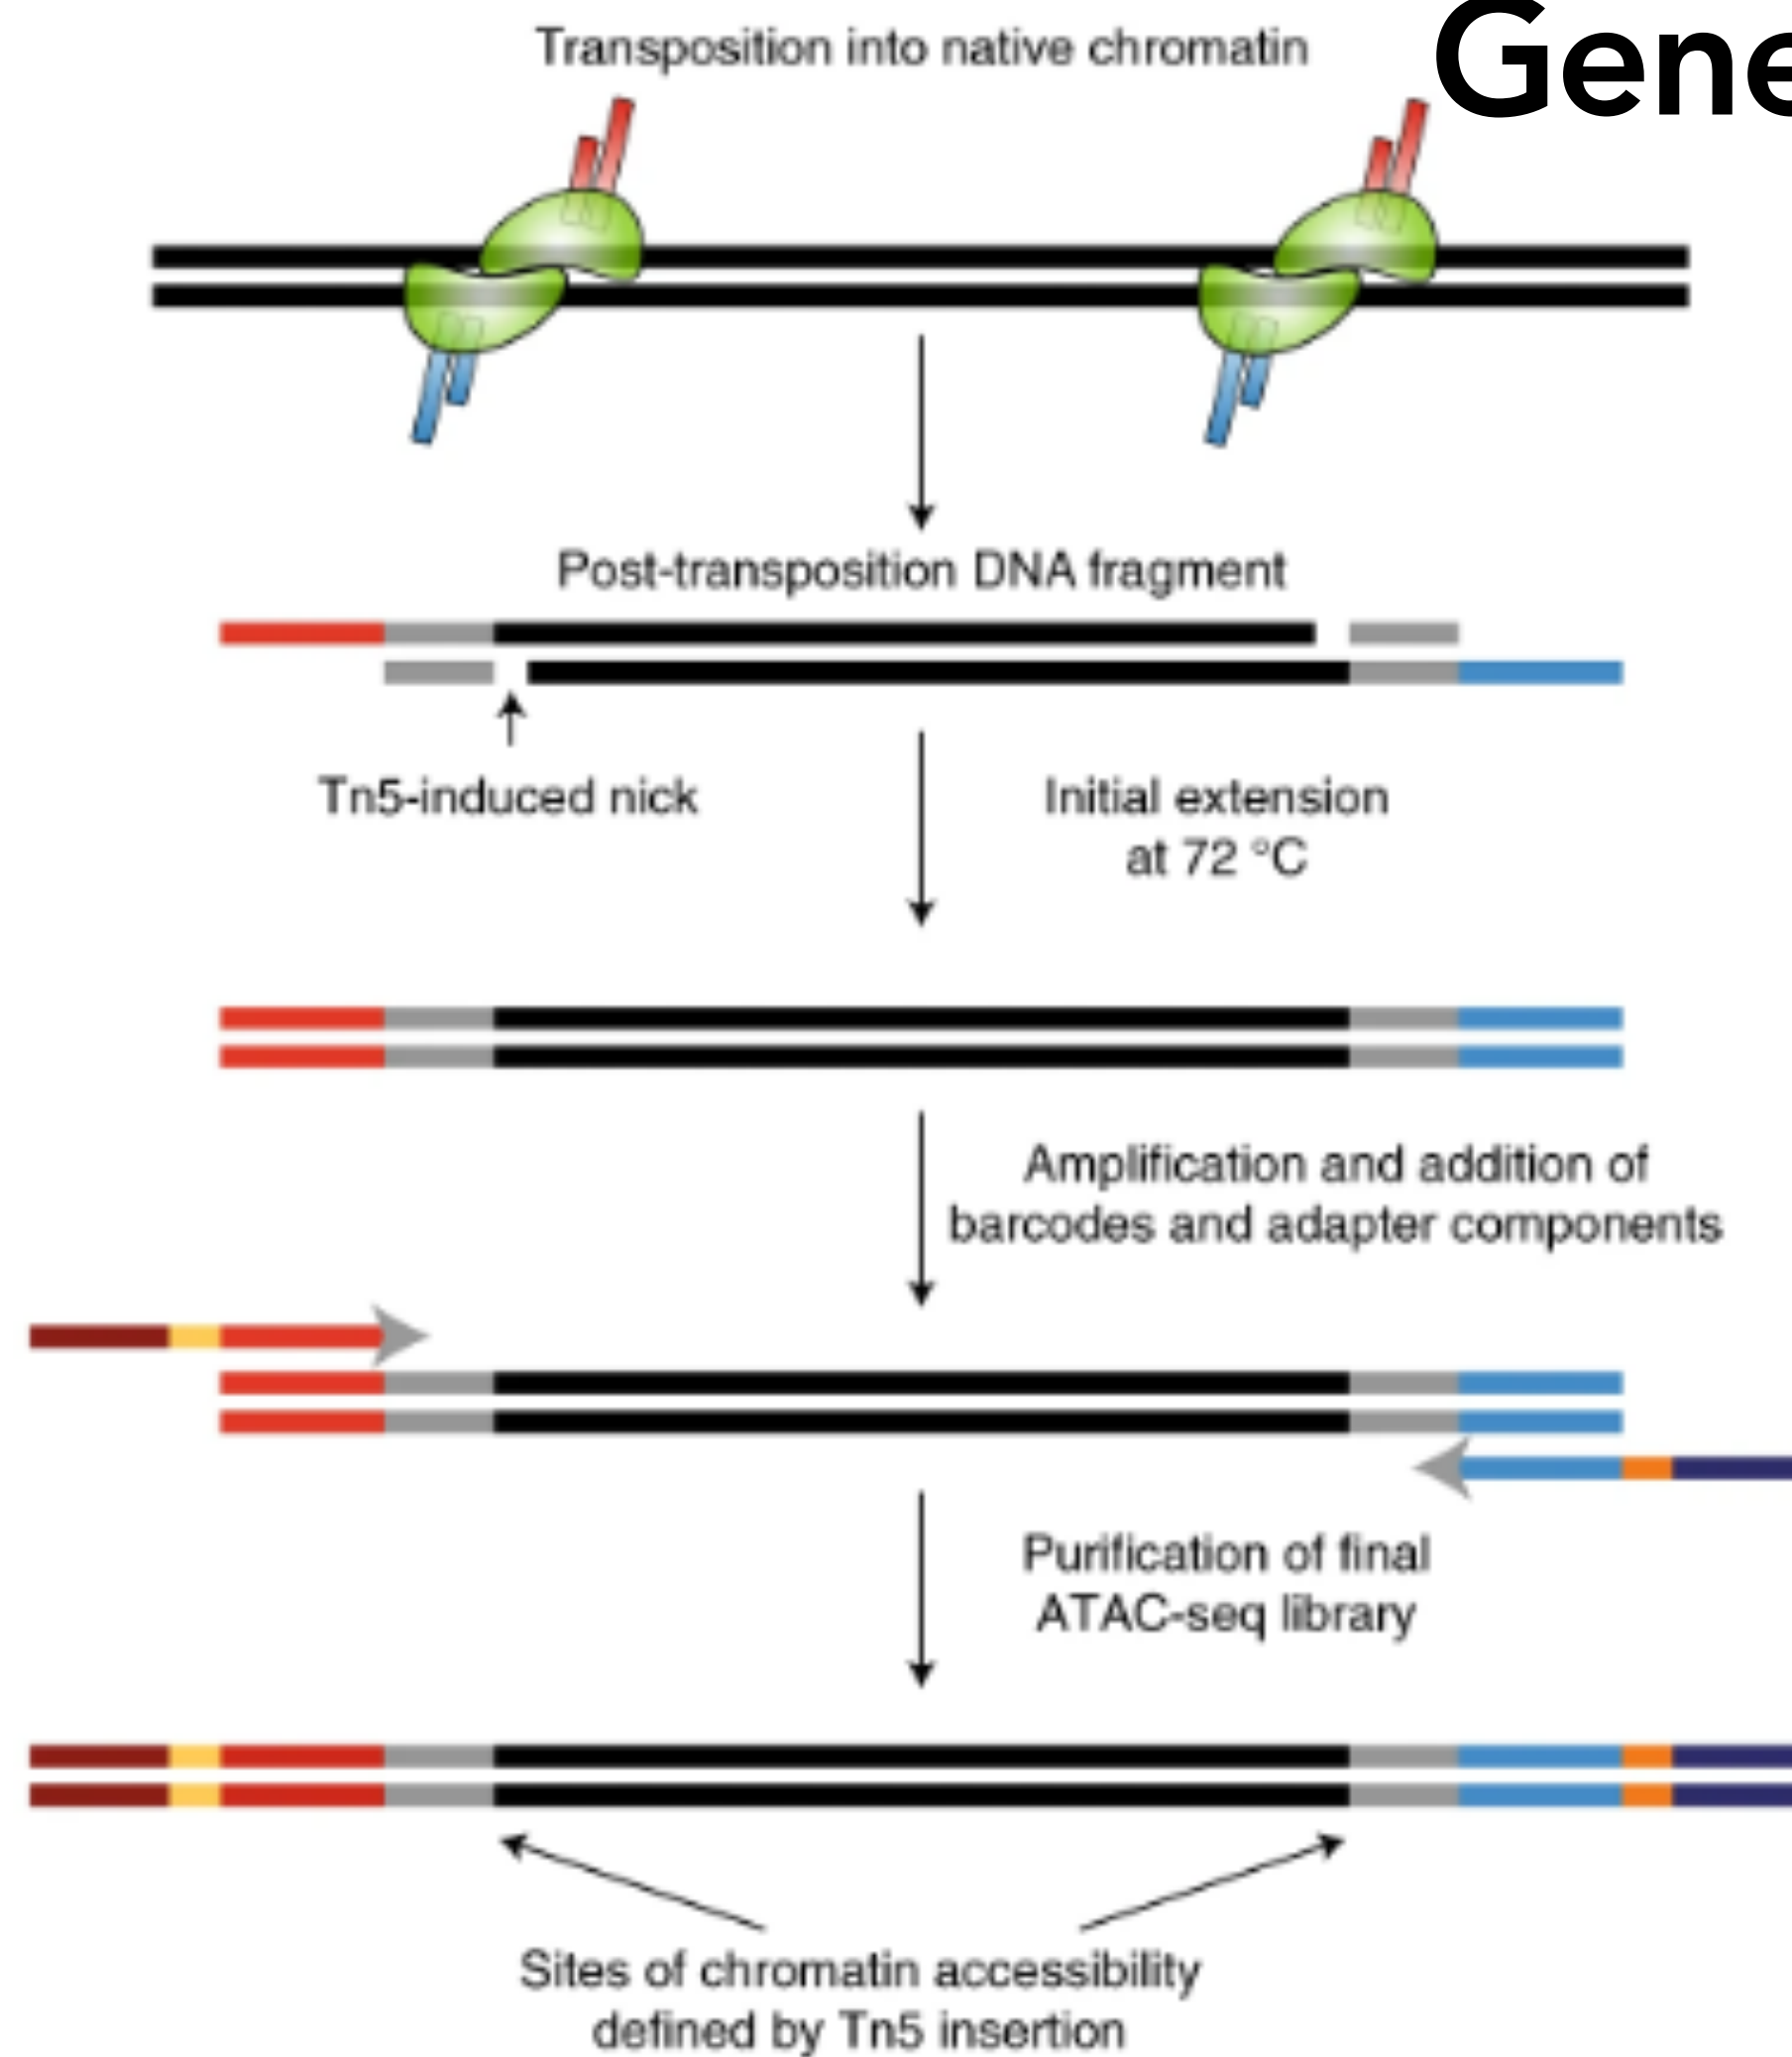 Transposition into native chromatin
Gene
Post-transposition DNA fragment
Tn5-induced nick
Initial extension
at 72 °C
Amplification and addition of
barcodes and adapter components
Purification of final
ATAC-seq library
Sites of chromatin accessibility
defined by Tn5 insertion